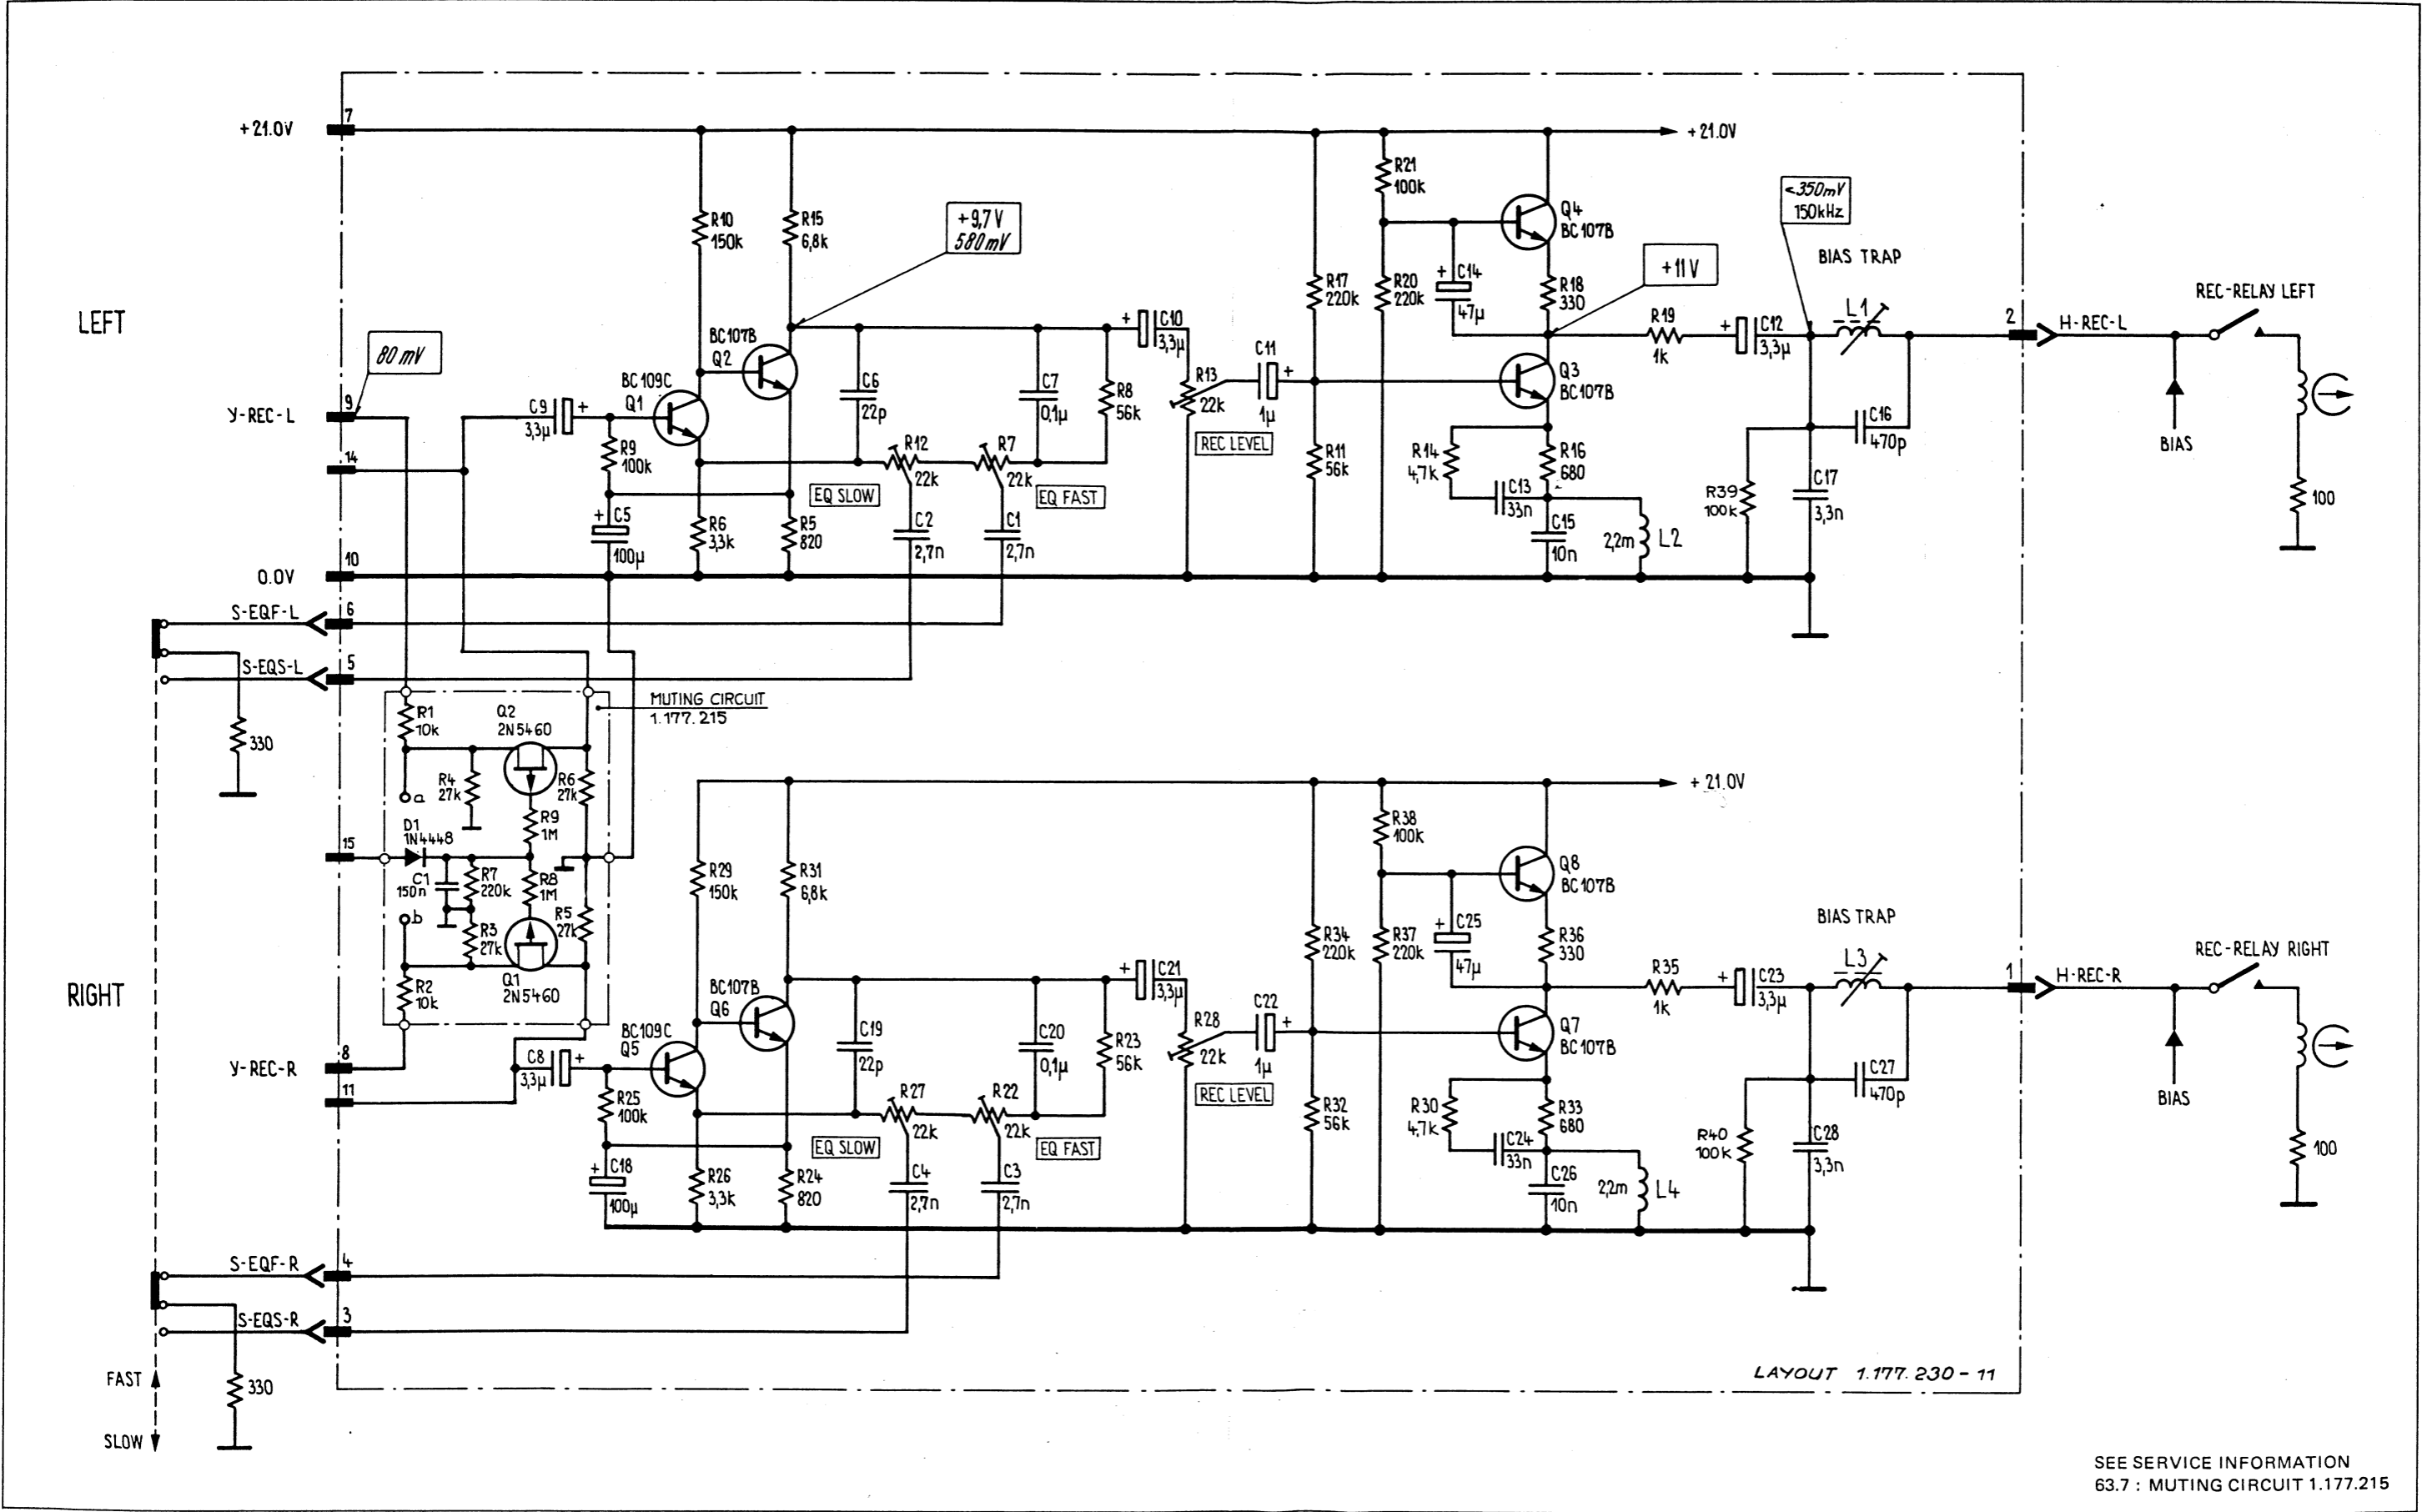 +21.0V
7
+21.0V
R10
150k
R15
6,8k
+9,7V
580mV
R21
100k
Q4
BC107B
<350mV
150kHz
BIAS TRAP
LEFT
80 mV
R17
220k
R20
220k
+ C14
47µ
R18
330
+11V
L1
REC-RELAY LEFT
BC107B
Q2
+ C10
3,3µ
R19
1k
+ C12
3,3µ
2
H-REC-L
BC109C
Q1
C6
22p
C7
0,1µ
R8
56k
R13
22k
C11
+
1µ
Q3
BC107B
Y-REC-L
9
C9
+
3,3µ
R9
100k
REC LEVEL
C16
470p
BIAS
14
R12
22k
R7
22k
EQ SLOW
EQ FAST
R11
56k
R14
4,7k
R16
680
C13
33n
R39
100k
C17
3,3n
100
+ C5
100µ
R6
3,3k
R5
820
C2
2,7n
C1
2,7n
C15
10n
2,2m
L2
0.0V
10
S-EQF-L
6
S-EQS-L
5
330
MUTING CIRCUIT
1.177.215
R1
10k
Q2
2N5460
R4
27k
R6
27k
a
R9
1M
D1
1N4448
15
C1
150n
R7
220k
R8
1M
b
R3
27k
R5
27k
Q1
2N5460
R2
10k
RIGHT
+21.0V
R29
150k
R31
6,8k
R38
100k
Q8
BC107B
BIAS TRAP
R34
220k
R37
220k
+ C25
47µ
R36
330
L3
REC-RELAY RIGHT
BC107B
Q6
+ C21
3,3µ
R35
1k
+ C23
3,3µ
1
H-REC-R
BC109C
Q5
C19
22p
C20
0,1µ
R23
56k
R28
22k
C22
+
1µ
Q7
BC107B
Y-REC-R
8
11
C8
+
3,3µ
R25
100k
REC LEVEL
C27
470p
BIAS
R27
22k
R22
22k
EQ SLOW
EQ FAST
R32
56k
R30
4,7k
R33
680
C24
33n
R40
100k
C28
3,3n
100
+ C18
100µ
R26
3,3k
R24
820
C4
2,7n
C3
2,7n
C26
10n
2,2m
L4
S-EQF-R
4
S-EQS-R
3
FAST
SLOW
330
LAYOUT 1.177.230-11
SEE SERVICE INFORMATION
63.7 : MUTING CIRCUIT 1.177.215